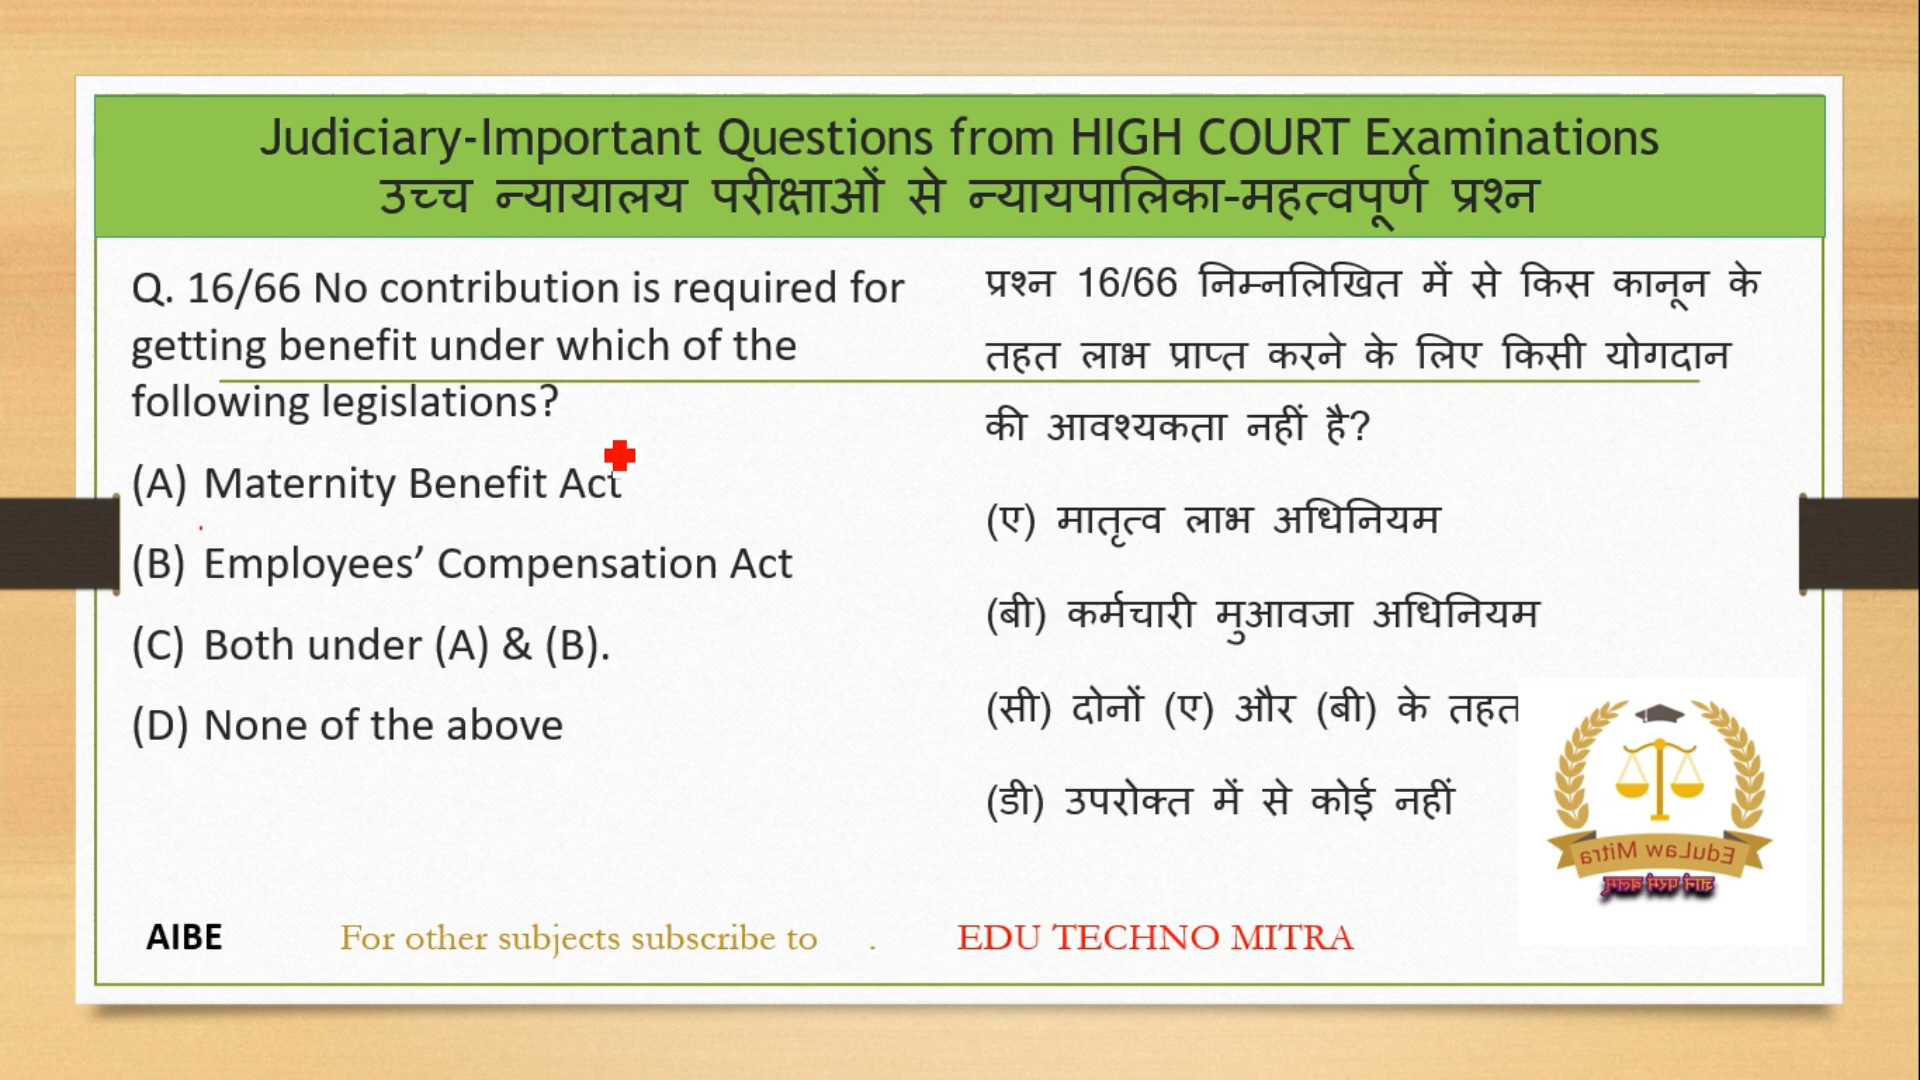 Judiciary-Important Questions from HIGH COURT Examinations
उच्च न्यायालय परीक्षाओं से न्यायपालिका-महत्वपूर्ण प्रश्न
Q. 16/66 No contribution is required for
getting benefit under which of the
following legislations?
(A) Maternity Benefit Act
(B) Employees’ Compensation Act
(C) Both under (A) & (B).
(D) None of the above
प्रश्न 16/66 निम्नलिखित में से किस कानून के
तहत लाभ प्राप्त करने के लिए किसी योगदान
की आवश्यकता नहीं है?
(ए) मातृत्व लाभ अधिनियम
(बी) कर्मचारी मुआवजा अधिनियम
(सी) दोनों (ए) और (बी) के तहत
(डी) उपरोक्त में से कोई नहीं
EduLaw Mitra
ज्ञानं परमं बलम्
AIBE For other subjects subscribe to . EDU TECHNO MITRA